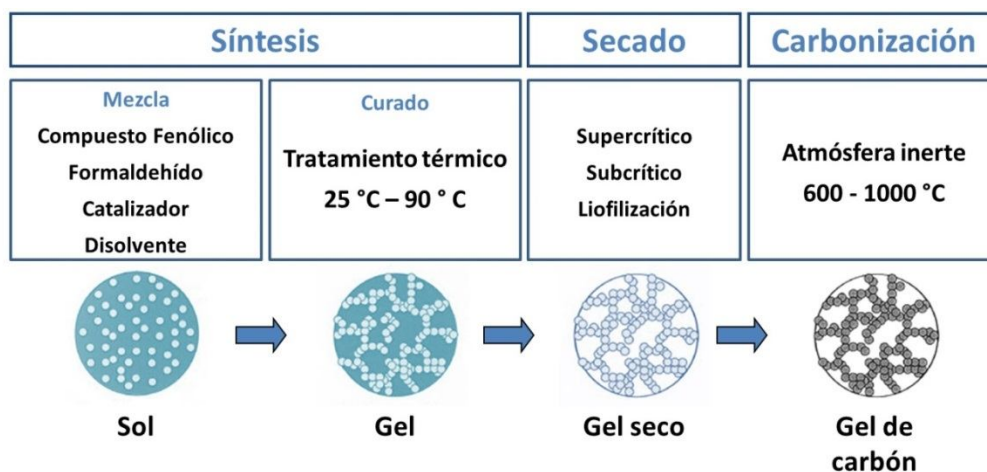 Síntesis
Secado
Carbonización
Mezcla
Compuesto Fenólico
Formaldehído
Catalizador
Disolvente
Curado
Tratamiento térmico
25 °C – 90 ° C
Supercrítico
Subcrítico
Liofilización
Atmósfera inerte
600 - 1000 °C
Sol
Gel
Gel seco
Gel de
carbón